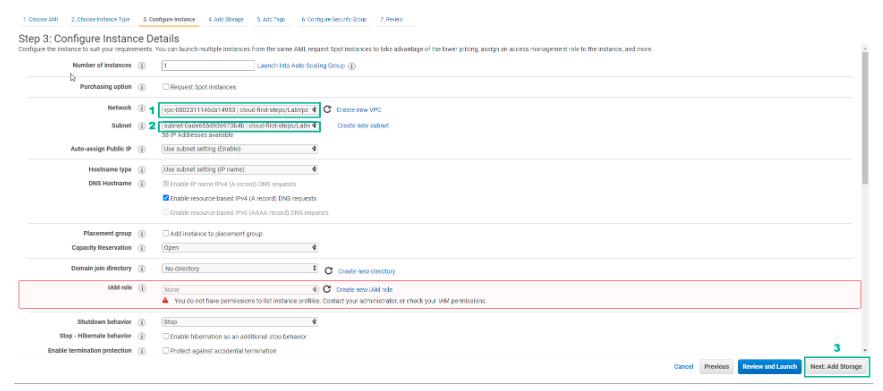 1. Choose AMI 2. Choose Instance Type 3. Configure Instance 4. Add Storage 5. Add Tags 6. Configure Security Group 7. Review
Step 3: Configure Instance Details
Configure the instance to suit your requirements. You can launch multiple instances from the same AMI, request Spot instances to take advantage of the lower pricing, assign an access management role to the instance, and more.
Number of instances 1 Launch into Auto Scaling Group
Purchasing option Request Spot instances
Network 1 vpc-0802311146da14953 | cloud-first-steps/LabVpc Create new VPC
Subnet 2 cloud-first-steps/LabV Create new subnet
58 IP Addresses available
Auto-assign Public IP Use subnet setting (Enable)
Hostname type Use subnet setting (IP name)
DNS Hostname Enable IP name IPv4 (A record) DNS requests
Enable resource-based IPv4 (A record) DNS requests
Enable resource-based IPv6 (AAAA record) DNS requests
Placement group Add instance to placement group
Capacity Reservation Open
Domain join directory No directory Create new directory
IAM role None Create new IAM role
You do not have permissions to list instance profiles. Contact your administrator, or check your IAM permissions.
Shutdown behavior Stop
Stop - Hibernate behavior Enable hibernation as an additional stop behavior
Enable termination protection Protect against accidental termination
3
Cancel Previous Review and Launch Next: Add Storage